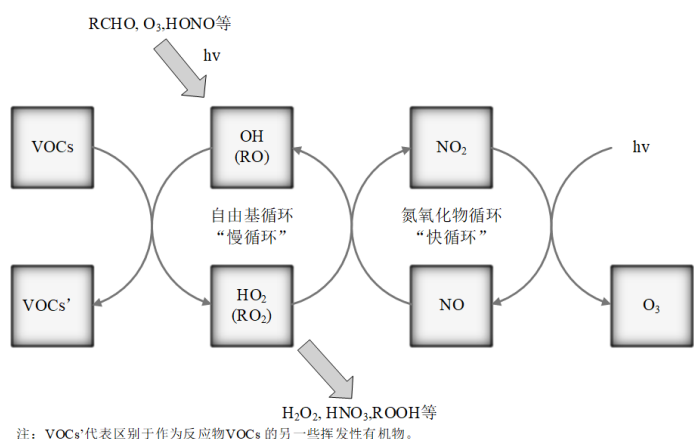 RCHO, O₃,HONO等
hv
VOCs
OH
(RO)
NO₂
hv
自由基循环
“慢循环”
氮氧化物循环
“快循环”
VOCs’
HO₂
(RO₂)
NO
O₃
H₂O₂, HNO₃,ROOH等
注：VOCs’代表区别于作为反应物VOCs 的另一些挥发性有机物。